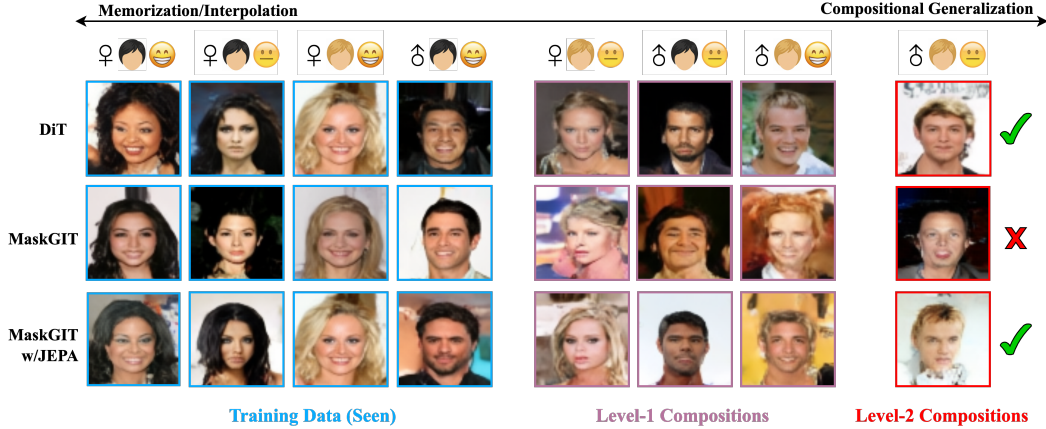 Memorization/Interpolation
Compositional Generalization
DiT
MaskGIT
X
MaskGIT
w/JEPA
Training Data (Seen)
Level-1 Compositions
Level-2 Compositions